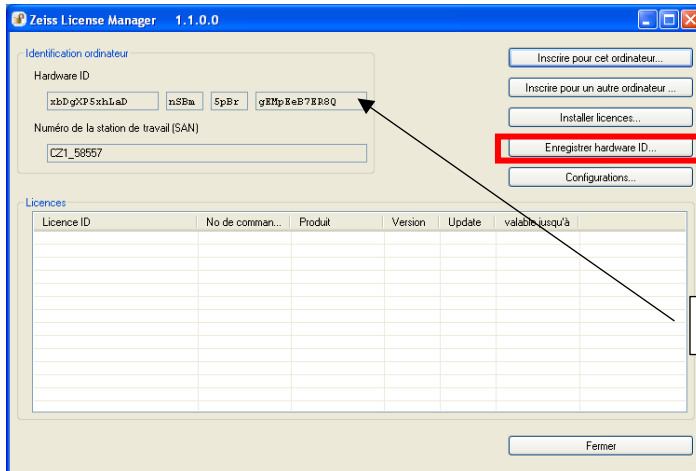 Zeiss License Manager 1.1.0.0
Identification ordinateur
Hardware ID
xbDgXP5xhLaD nSBm 5pBr gEMpEeB7ER8Q
Numéro de la station de travail (SAN)
CZ1_58557
Inscrire pour cet ordinateur...
Inscrire pour un autre ordinateur ...
Installer licences...
Enregistrer hardware ID...
Configurations...
Licences
Licence ID No de comman... Produit Version Update valable jusqu'à
Fermer